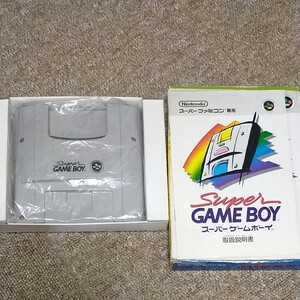 Super
GAME BOY
Nintendo
スーパーファミコン専用
Super
GAME BOY
スーパーゲームボーイ
取扱説明書